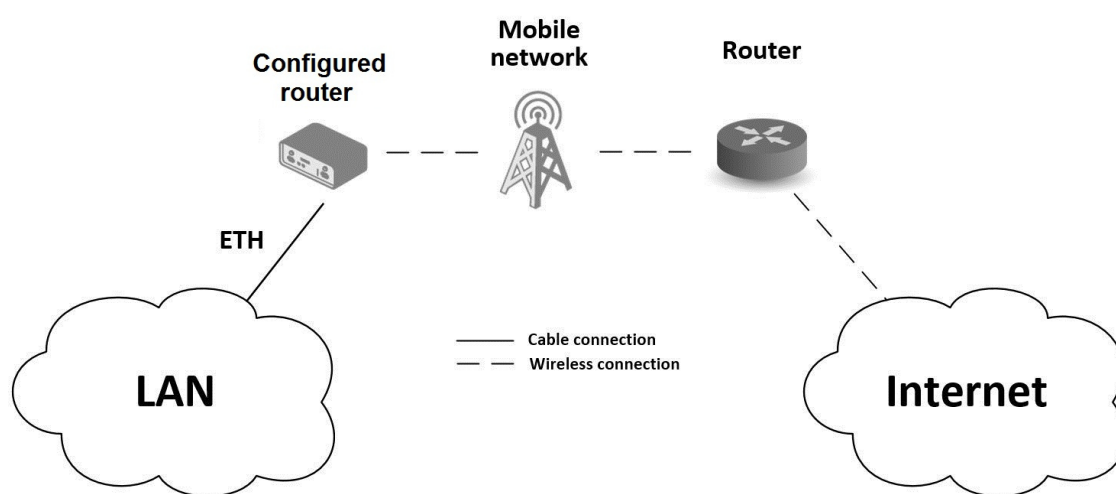 Mobile
network
Router
Configured
router
ETH
Cable connection
Wireless connection
LAN
Internet